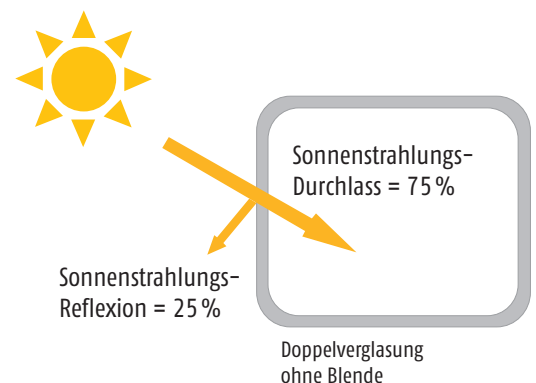 Sonnenstrahlungs-
Durchlass = 75 %
Sonnenstrahlungs-
Reflexion = 25 %
Doppelverglasung
ohne Blende